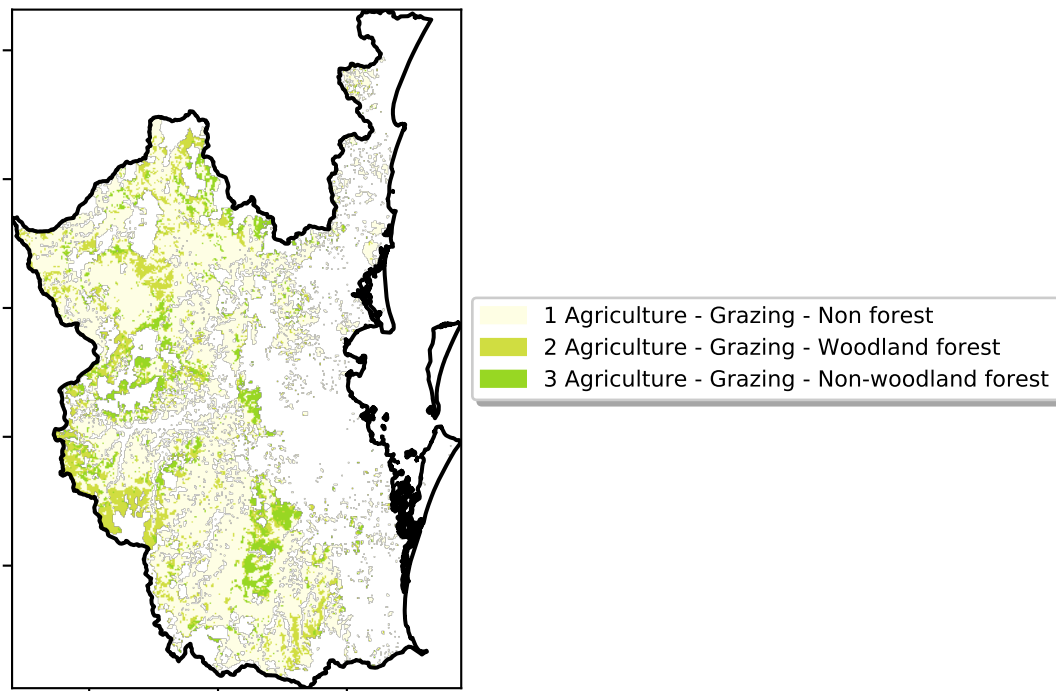 1 Agriculture - Grazing - Non forest
2 Agriculture - Grazing - Woodland forest
3 Agriculture - Grazing - Non-woodland forest